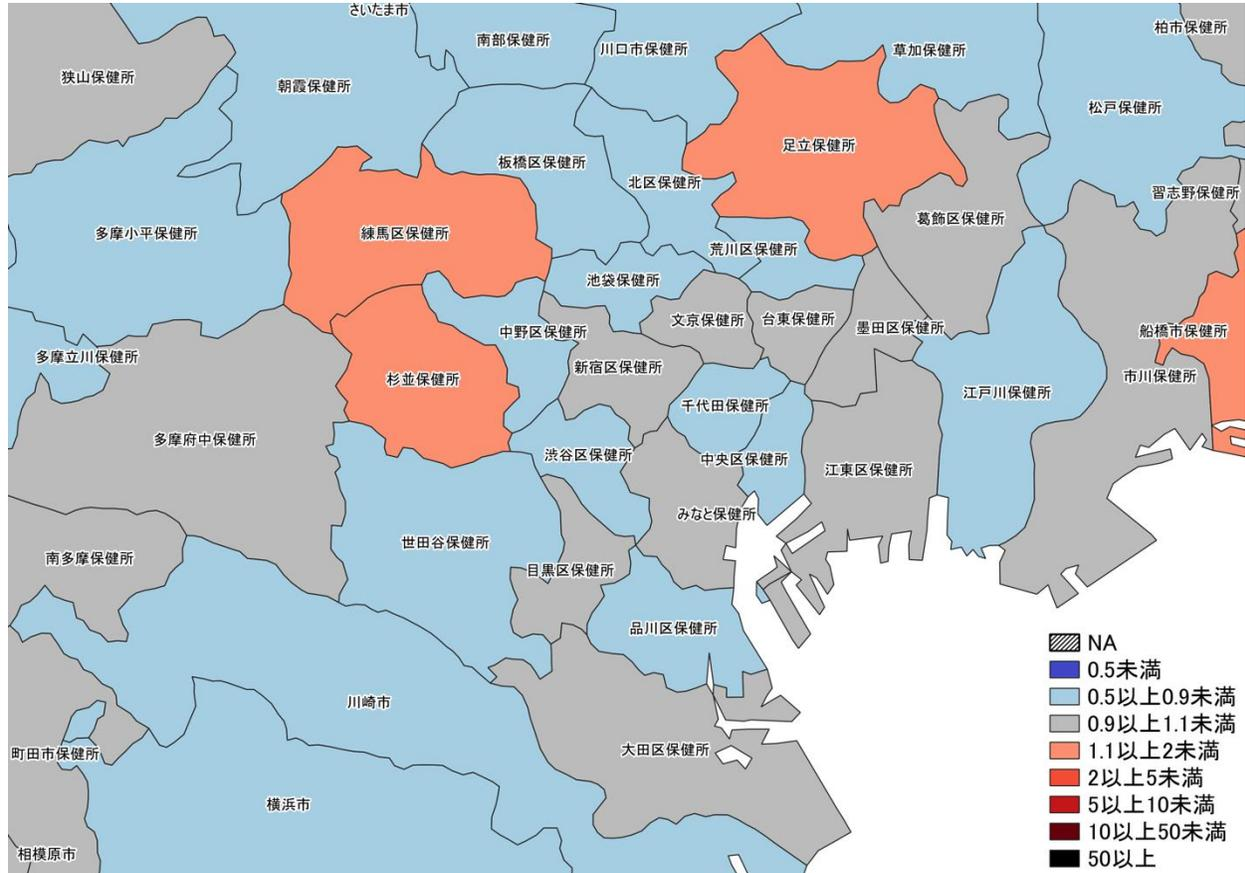 さいたま市
南部保健所
川口市保健所
草加保健所
柏市保健所
狭山保健所
朝霞保健所
松戸保健所
足立保健所
板橋区保健所
北区保健所
習志野保健所
葛飾区保健所
多摩小平保健所
練馬区保健所
荒川区保健所
池袋保健所
文京保健所
台東保健所
墨田区保健所
船橋市保健所
中野区保健所
多摩立川保健所
新宿区保健所
杉並保健所
市川保健所
江戸川保健所
千代田保健所
多摩府中保健所
渋谷区保健所
中央区保健所
江東区保健所
みなと保健所
世田谷保健所
南多摩保健所
目黒区保健所
品川区保健所
川崎市
大田区保健所
町田市保健所
横浜市
相模原市
NA
0.5未満
0.5以上0.9未満
0.9以上1.1未満
1.1以上2未満
2以上5未満
5以上10未満
10以上50未満
50以上